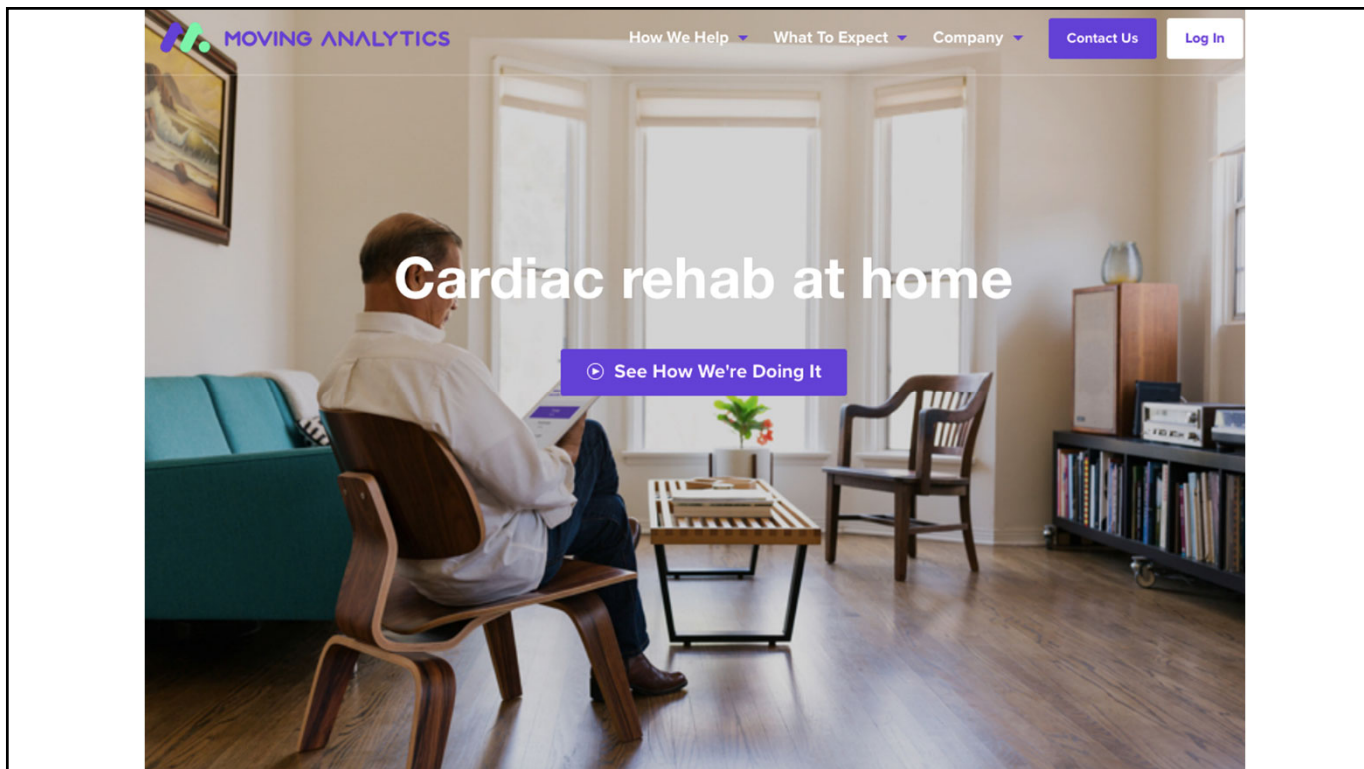 MOVING ANALYTICS
How We Help
What To Expect
Company
Contact Us
Log In
Cardiac rehab at home
See How We're Doing It